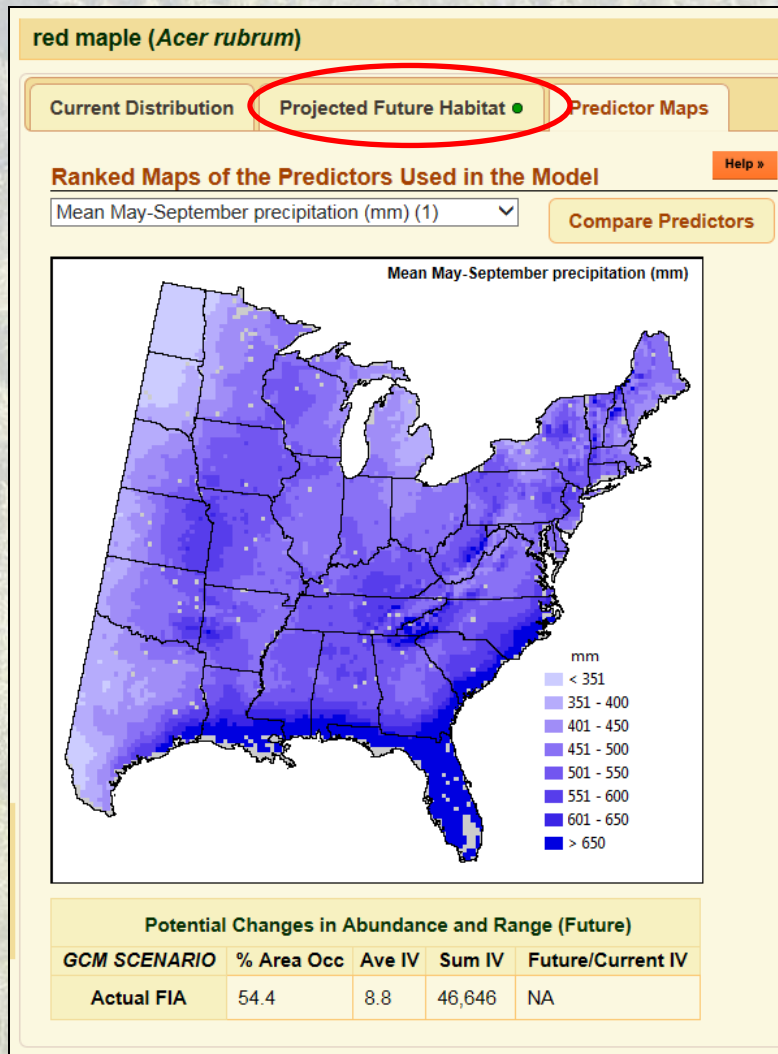 red maple (Acer rubrum)
Current Distribution Projected Future Habitat Predictor Maps
Help »
Ranked Maps of the Predictors Used in the Model
Mean May-September precipitation (mm) (1)
Compare Predictors
Mean May-September precipitation (mm)
mm
< 351
351 - 400
401 - 450
451 - 500
501 - 550
551 - 600
601 - 650
> 650
Potential Changes in Abundance and Range (Future)
GCM SCENARIO % Area Occ Ave IV Sum IV Future/Current IV
Actual FIA 54.4 8.8 46,646 NA